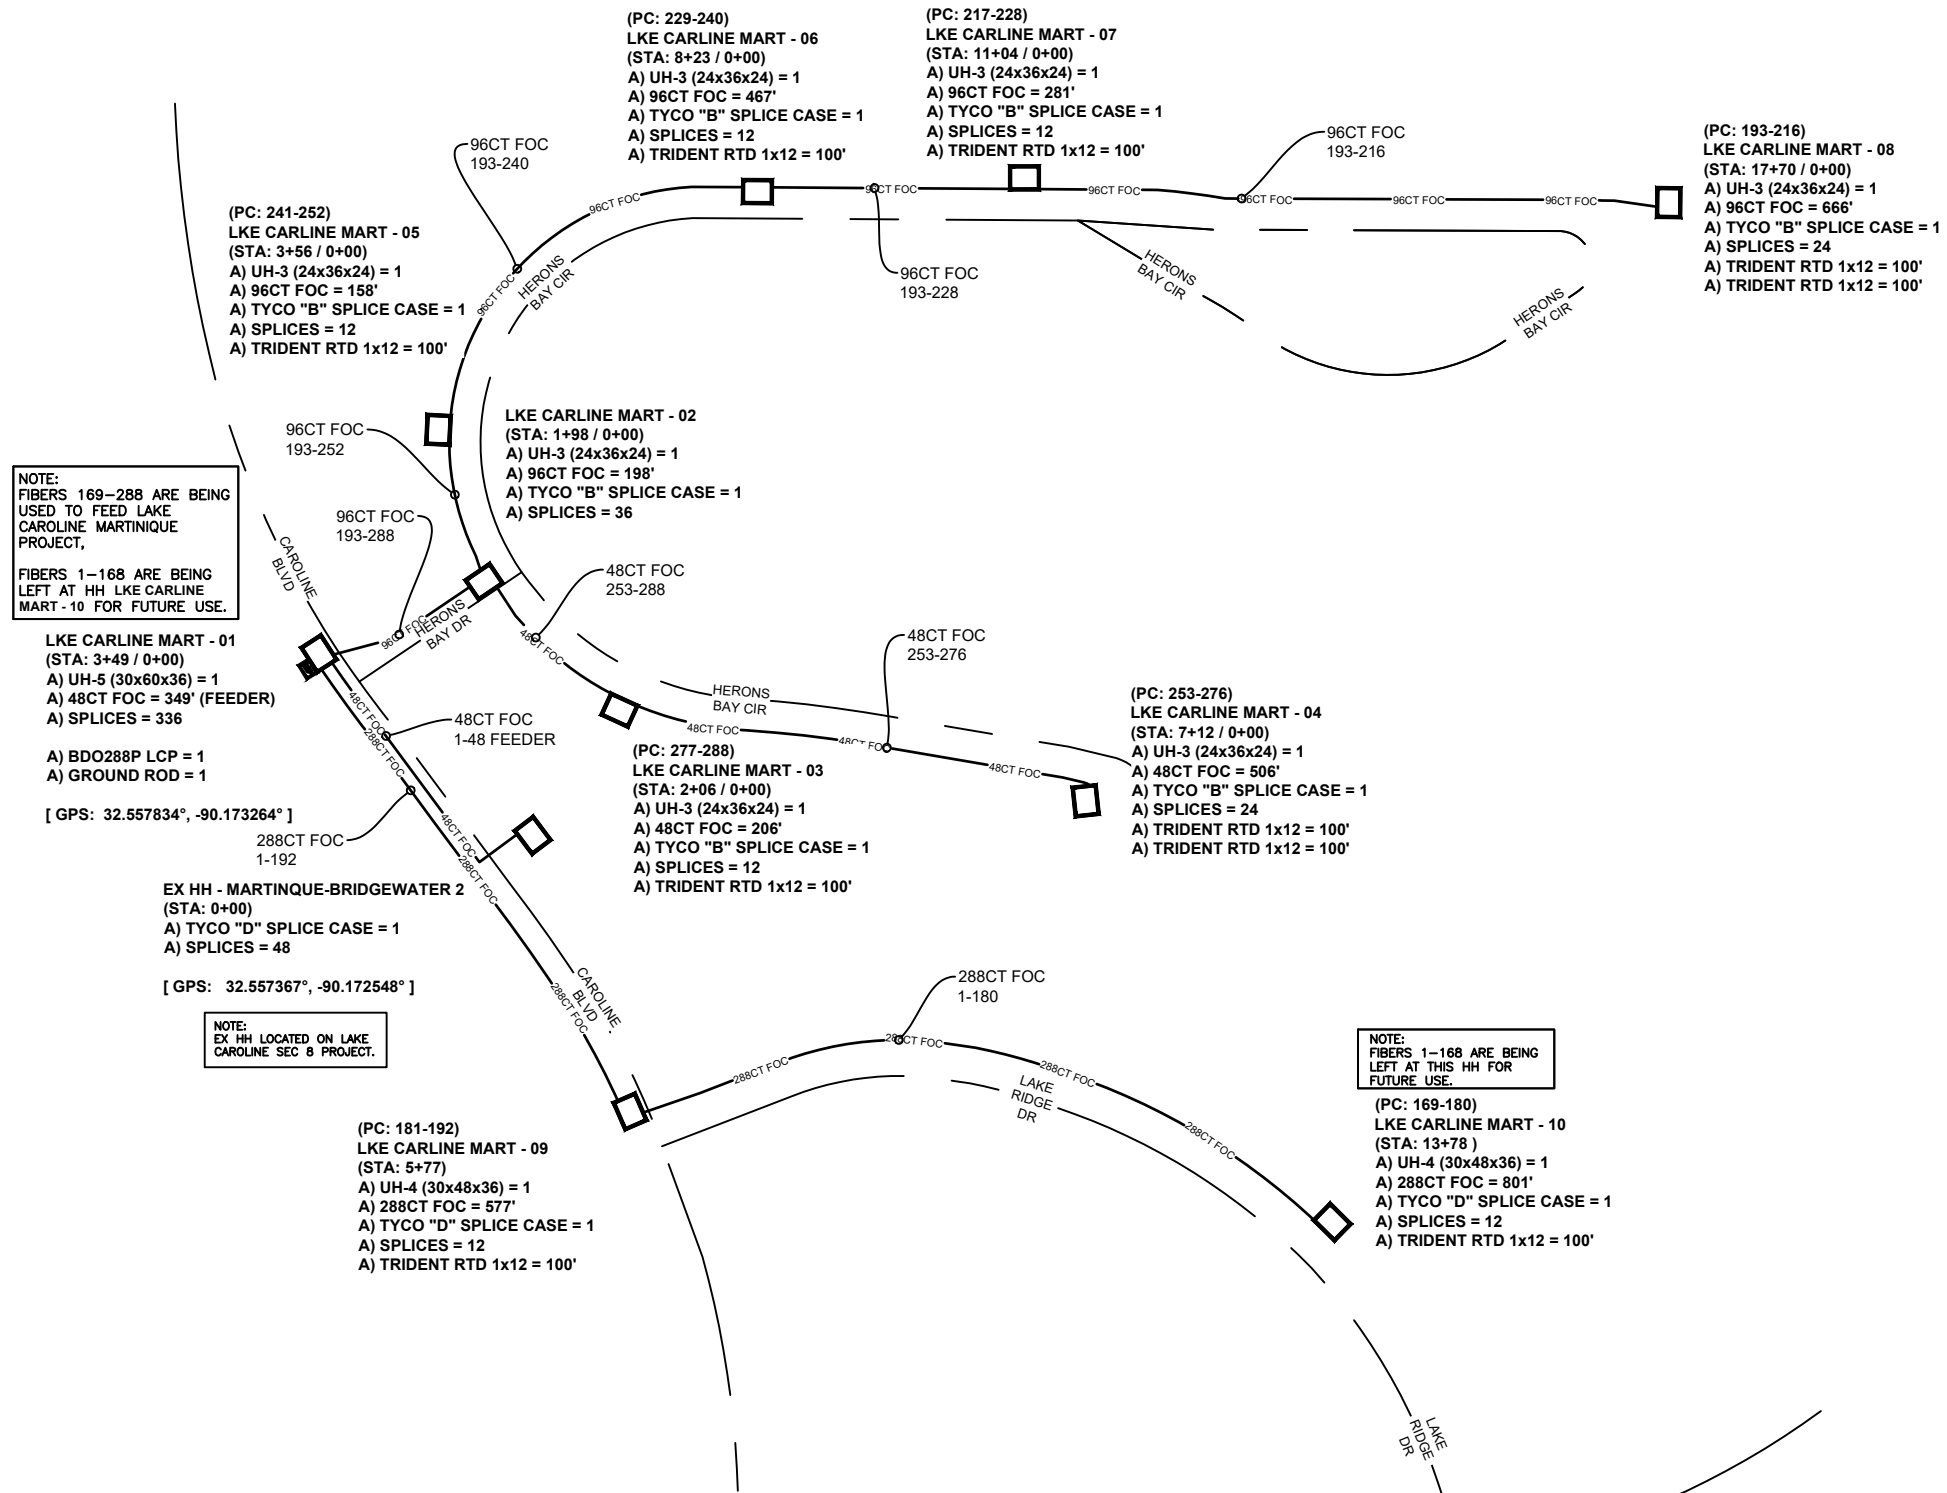 (PC: 229-240)
LKE CARLINE MART - 06
(STA: 8+23 / 0+00)
A) UH-3 (24x36x24) = 1
A) 96CT FOC = 467'
A) TYCO "B" SPLICE CASE = 1
A) SPLICES = 12
A) TRIDENT RTD 1x12 = 100'
(PC: 217-228)
LKE CARLINE MART - 07
(STA: 11+04 / 0+00)
A) UH-3 (24x36x24) = 1
A) 96CT FOC = 281'
A) TYCO "B" SPLICE CASE = 1
A) SPLICES = 12
A) TRIDENT RTD 1x12 = 100'
96CT FOC
193-216
(PC: 193-216)
LKE CARLINE MART - 08
(STA: 17+70 / 0+00)
A) UH-3 (24x36x24) = 1
A) 96CT FOC = 666'
A) TYCO "B" SPLICE CASE = 1
A) SPLICES = 24
A) TRIDENT RTD 1x12 = 100'
A) TRIDENT RTD 1x12 = 100'
96CT FOC
193-240
96CT FOC
96CT FOC
96CT FOC
96CT FOC
96CT FOC
96CT FOC
96CT FOC
(PC: 241-252)
LKE CARLINE MART - 05
(STA: 3+56 / 0+00)
A) UH-3 (24x36x24) = 1
A) 96CT FOC = 158'
A) TYCO "B" SPLICE CASE = 1
A) SPLICES = 12
A) TRIDENT RTD 1x12 = 100'
HERONS
BAY CIR
96CT FOC
193-228
HERONS
BAY CIR
HERONS
BAY CIR
96CT FOC
193-252
LKE CARLINE MART - 02
(STA: 1+98 / 0+00)
A) UH-3 (24x36x24) = 1
A) 96CT FOC = 198'
A) TYCO "B" SPLICE CASE = 1
A) SPLICES = 36
NOTE:
FIBERS 169-288 ARE BEING
USED TO FEED LAKE
CAROLINE MARTINIQUE
PROJECT,
FIBERS 1-168 ARE BEING
LEFT AT HH LKE CARLINE
MART - 10 FOR FUTURE USE.
96CT FOC
193-288
CAROLINE
BLVD
96CT FOC
HERONS
BAY DR
48CT FOC
253-288
48CT FOC
LKE CARLINE MART - 01
(STA: 3+49 / 0+00)
A) UH-5 (30x60x36) = 1
A) 48CT FOC = 349' (FEEDER)
A) SPLICES = 336
A) BDO288P LCP = 1
A) GROUND ROD = 1
[ GPS: 32.557834°, -90.173264° ]
48CT FOC
288CT FOC
48CT FOC
1-48 FEEDER
HERONS
BAY CIR
48CT FOC
48CT FOC
48CT FOC
48CT FOC
253-276
(PC: 277-288)
LKE CARLINE MART - 03
(STA: 2+06 / 0+00)
A) UH-3 (24x36x24) = 1
A) 48CT FOC = 206'
A) TYCO "B" SPLICE CASE = 1
A) SPLICES = 12
A) TRIDENT RTD 1x12 = 100'
(PC: 253-276)
LKE CARLINE MART - 04
(STA: 7+12 / 0+00)
A) UH-3 (24x36x24) = 1
A) 48CT FOC = 506'
A) TYCO "B" SPLICE CASE = 1
A) SPLICES = 24
A) TRIDENT RTD 1x12 = 100'
A) TRIDENT RTD 1x12 = 100'
288CT FOC
1-192
48CT FOC
288CT FOC
EX HH - MARTINQUE-BRIDGEWATER 2
(STA: 0+00)
A) TYCO "D" SPLICE CASE = 1
A) SPLICES = 48
[ GPS: 32.557367°, -90.172548° ]
NOTE:
EX HH LOCATED ON LAKE
CAROLINE SEC 8 PROJECT.
CAROLINE
BLVD
288CT FOC
288CT FOC
1-180
288CT FOC
288CT FOC
288CT FOC
288CT FOC
LAKE
RIDGE
DR
NOTE:
FIBERS 1-168 ARE BEING
LEFT AT THIS HH FOR
FUTURE USE.
(PC: 169-180)
LKE CARLINE MART - 10
(STA: 13+78 )
A) UH-4 (30x48x36) = 1
A) 288CT FOC = 801'
A) TYCO "D" SPLICE CASE = 1
A) SPLICES = 12
A) TRIDENT RTD 1x12 = 100'
(PC: 181-192)
LKE CARLINE MART - 09
(STA: 5+77)
A) UH-4 (30x48x36) = 1
A) 288CT FOC = 577'
A) TYCO "D" SPLICE CASE = 1
A) SPLICES = 12
A) TRIDENT RTD 1x12 = 100'
LAKE
RIDGE
DR